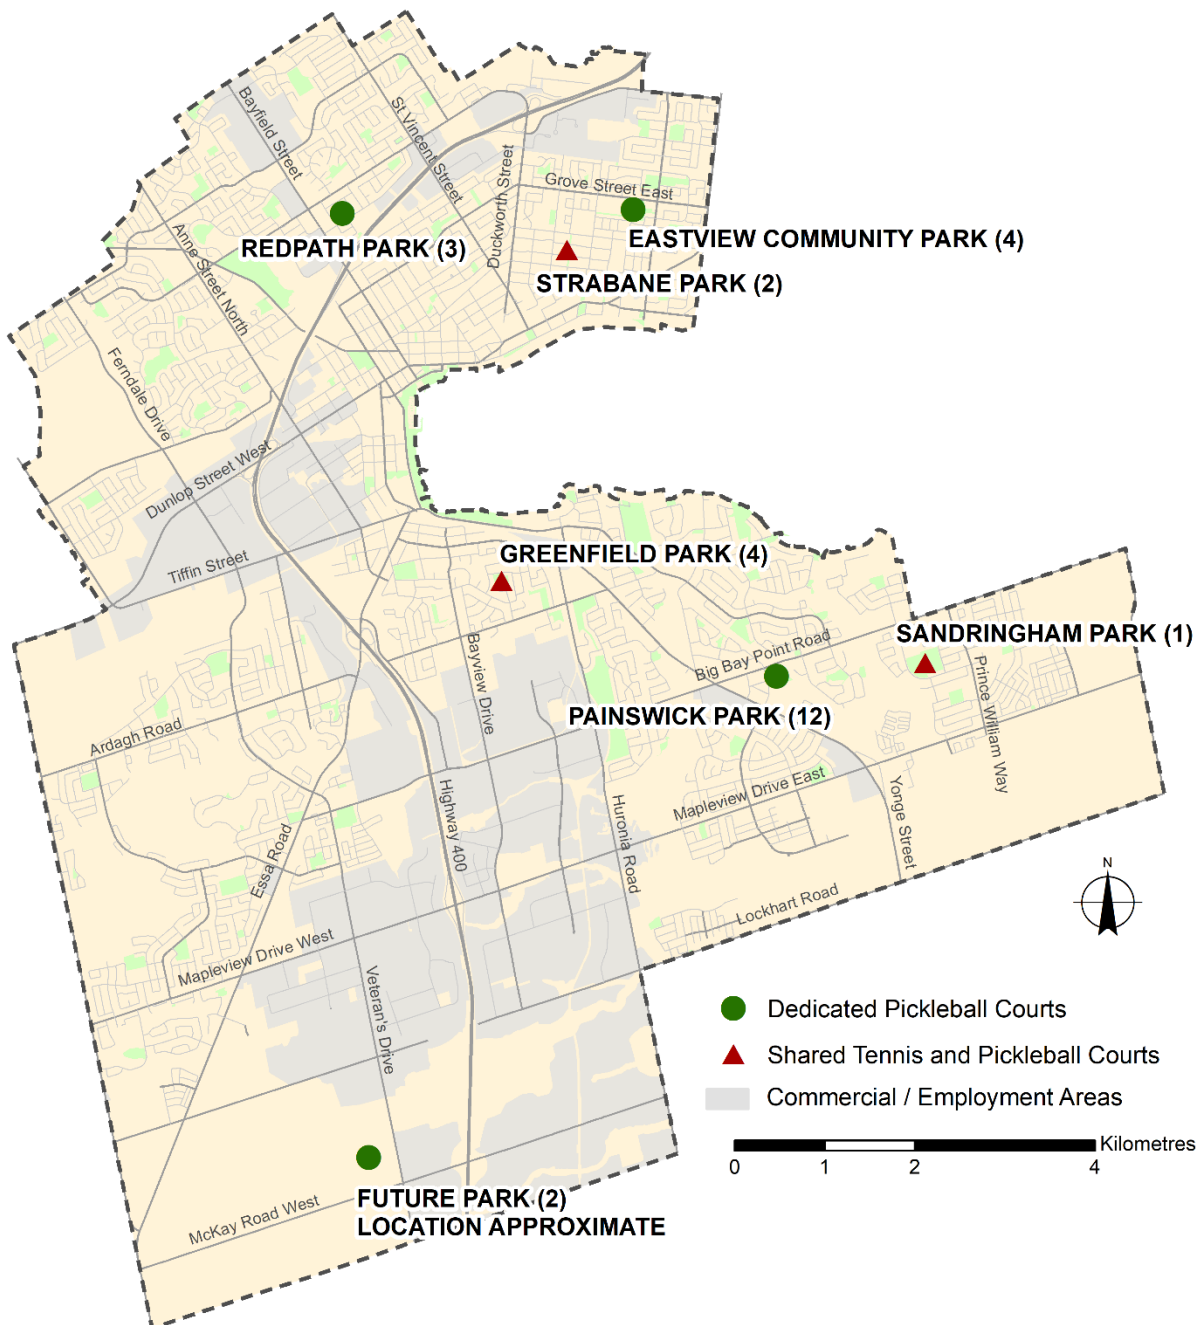 Bayfield Street
St Vincent Street
Duckworth Street
Grove Street East
Anne Street North
REDPATH PARK (3)
EASTVIEW COMMUNITY PARK (4)
STRABANE PARK (2)
Ferndale Drive
Dunlop Street West
Tiffin Street
GREENFIELD PARK (4)
SANDRINGHAM PARK (1)
Bayview Drive
Big Bay Point Road
Prince William Way
PAINSWICK PARK (12)
Ardagh Road
Highway 400
Huronia Road
Mapleview Drive East
Yonge Street
Essa Road
Lockhart Road
N
Mapleview Drive West
Veteran's Drive
Dedicated Pickleball Courts
Shared Tennis and Pickleball Courts
Commercial / Employment Areas
Kilometres
0 1 2 4
FUTURE PARK (2)
LOCATION APPROXIMATE
McKay Road West